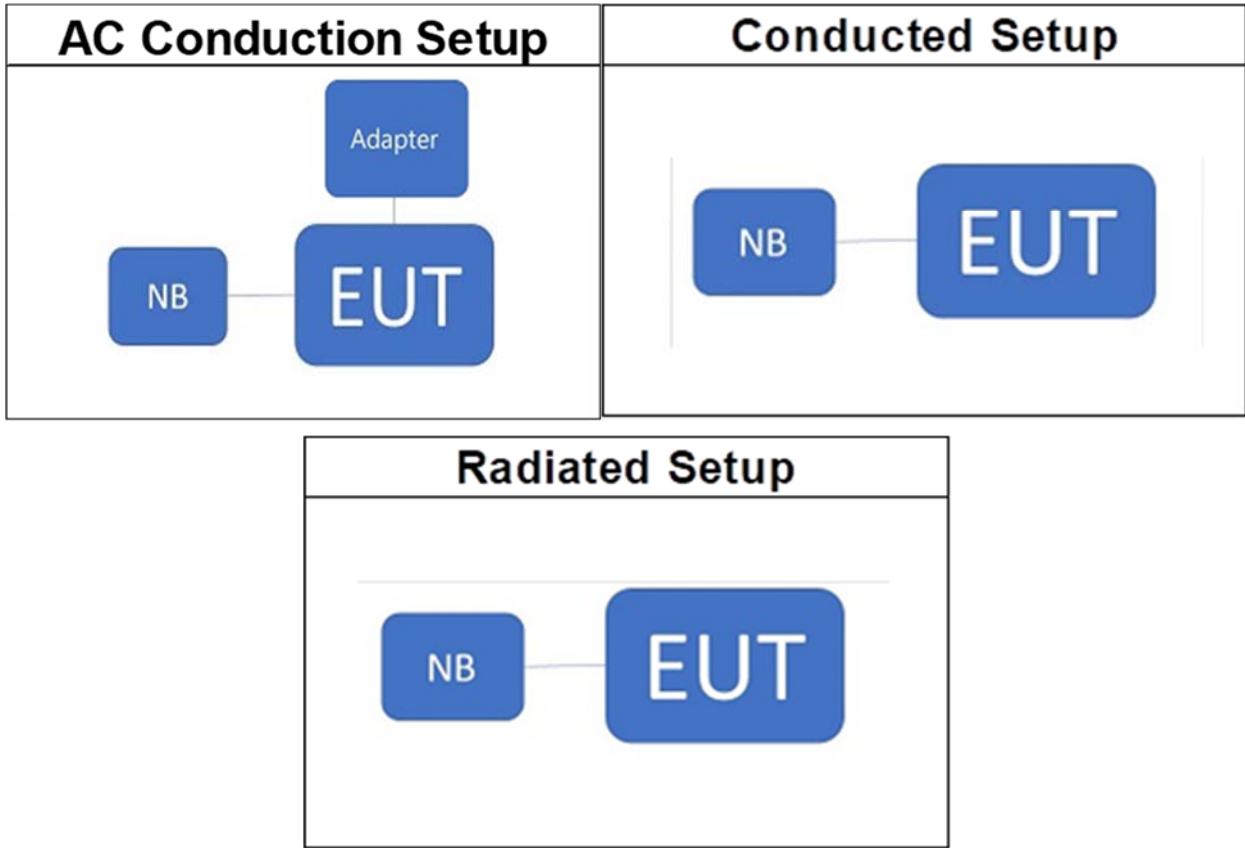 AC Conduction Setup
Adapter
NB
EUT
Conducted Setup
NB
EUT
Radiated Setup
NB
EUT